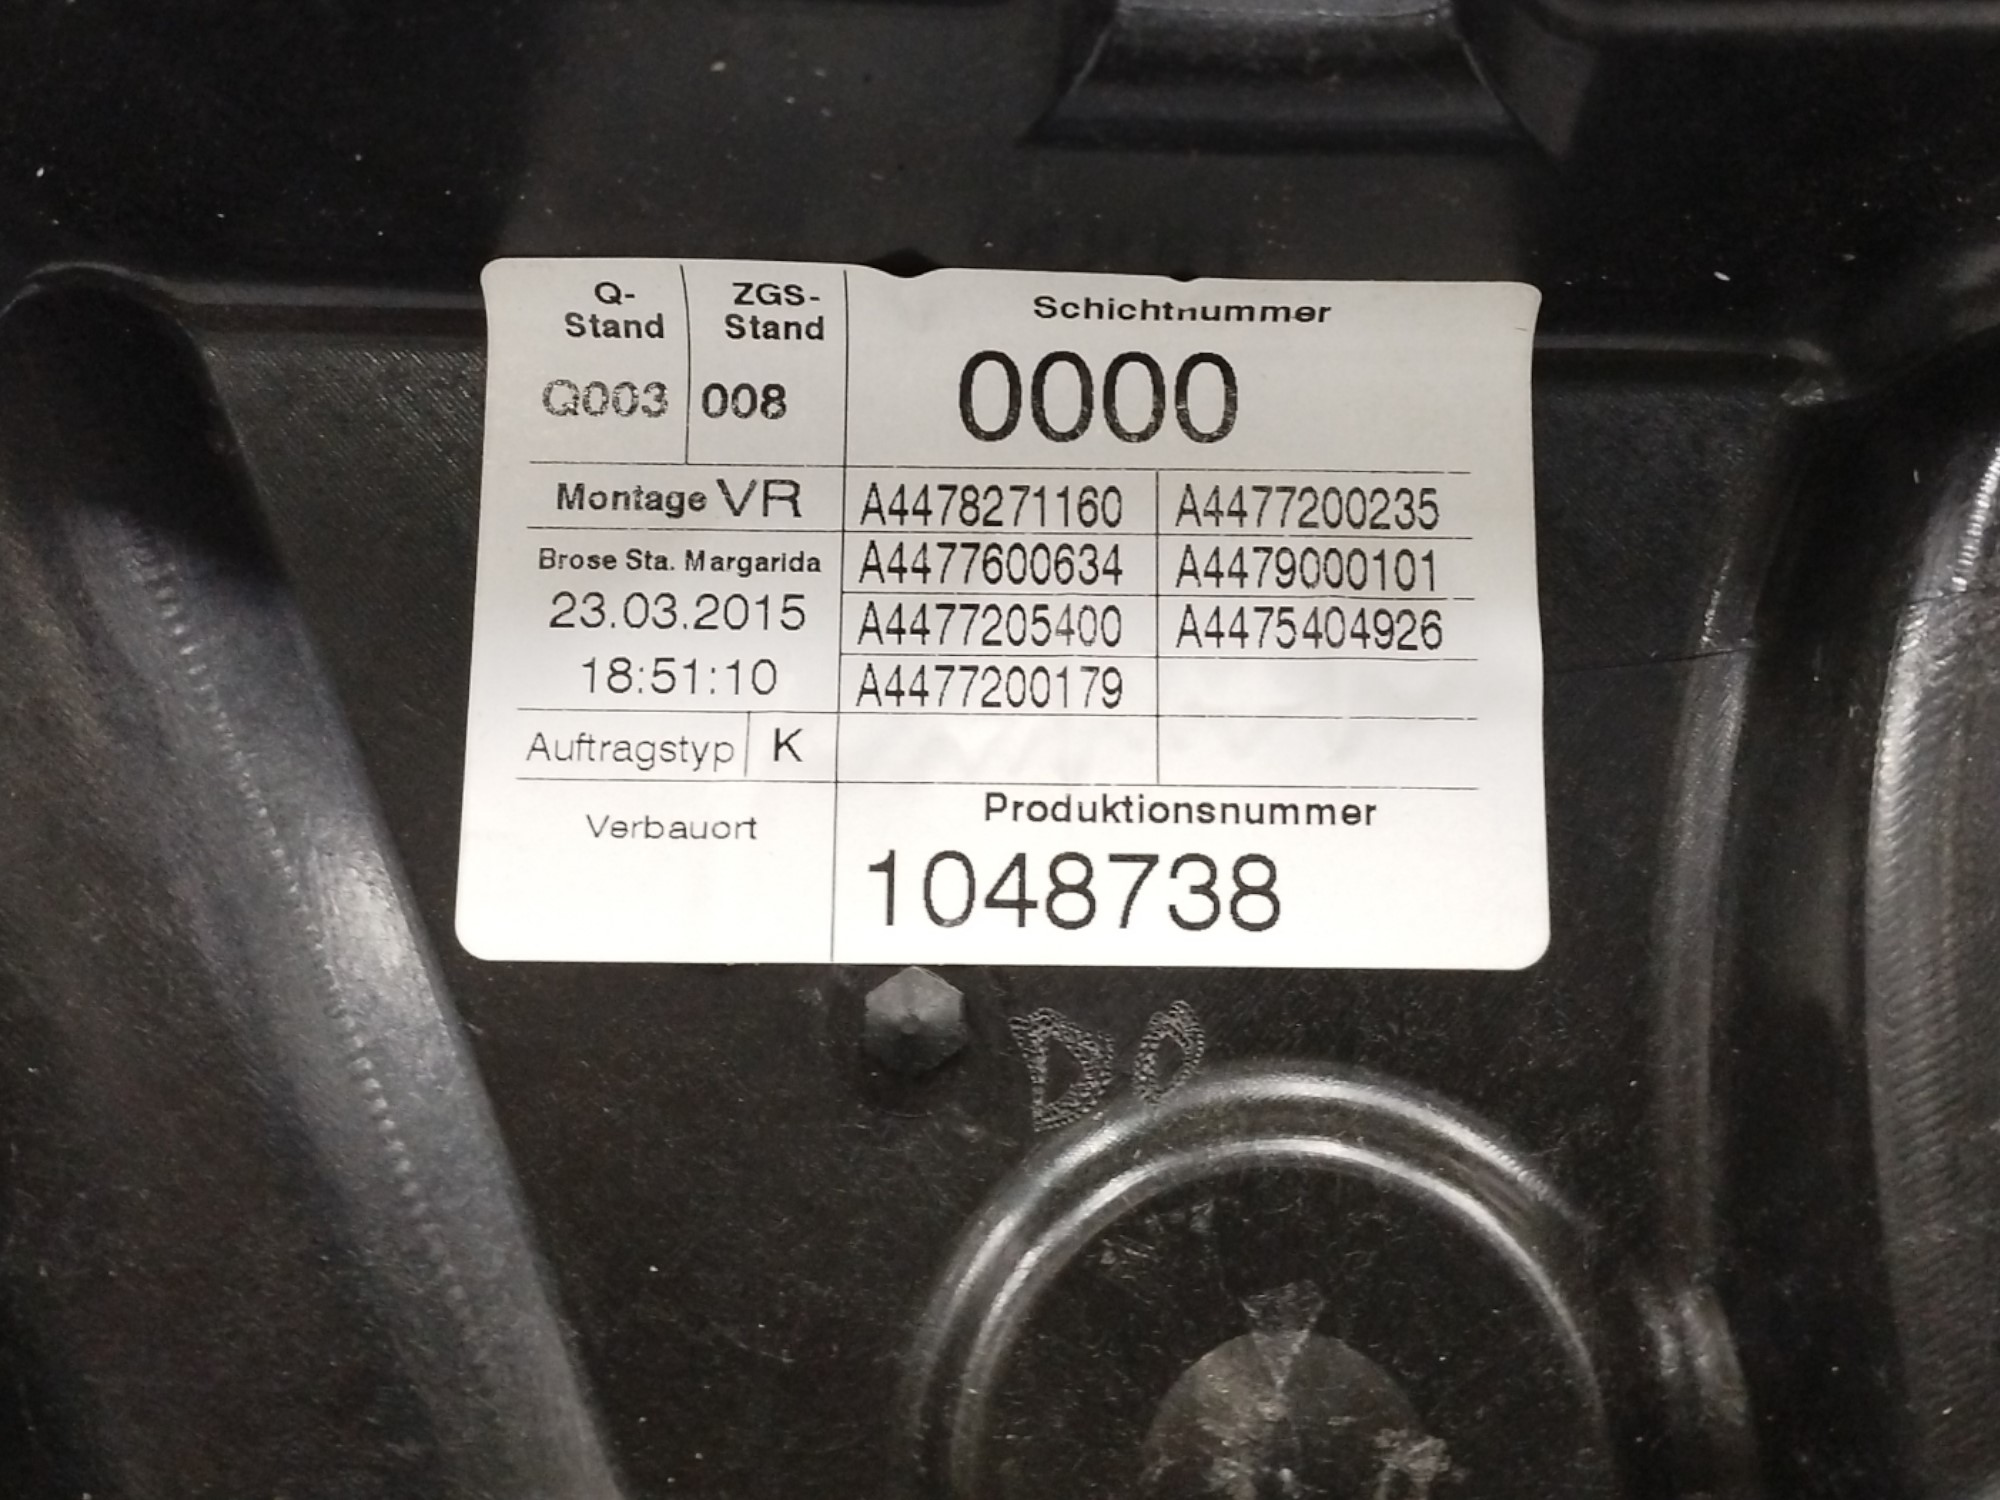 Q-
Stand
ZGS-
Stand
Schichtnummer
Q003
008
0000
Montage VR
A4478271160
A4477200235
Brose Sta. Margarida
A4477600634
A4479000101
23.03.2015
A4477205400
A4475404926
18:51:10
A4477200179
Auftragstyp
K
Verbauort
Produktionsnummer
1048738
D0